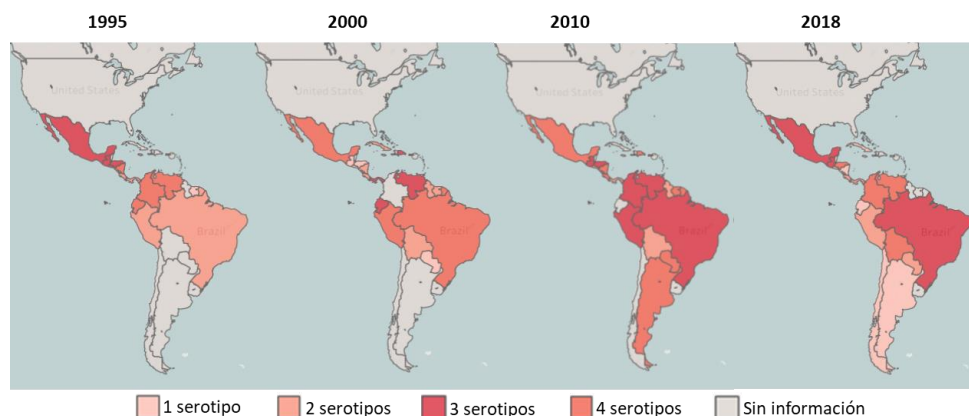 1995 2000 2010 2018
United States United States United States United States
Brazil Brazil Brazil Brazil
1 serotipo 2 serotipos 3 serotipos 4 serotipos Sin información